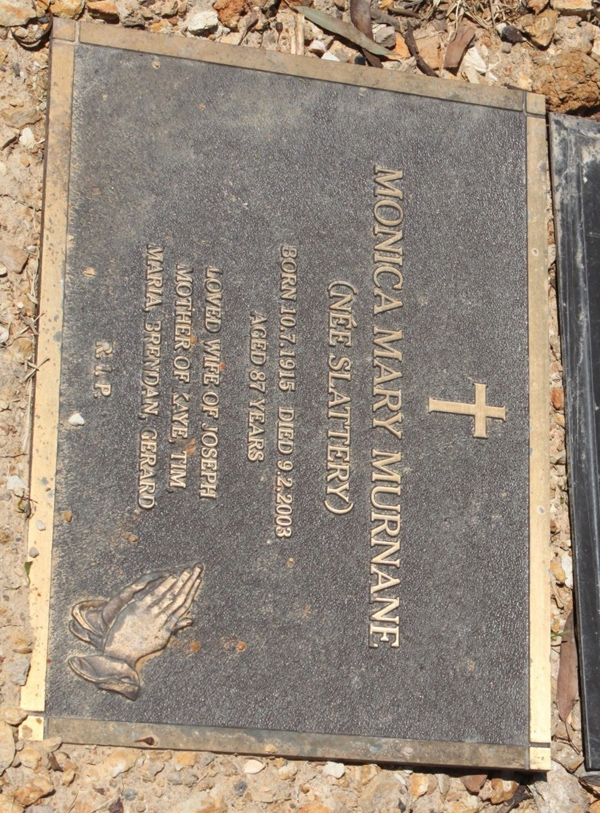 MONICA MARY MURNANE
(NÉE SLATTERY)
BORN 10.7.1915 DIED 9.2.2003
AGED 87 YEARS
LOVED WIFE OF JOSEPH
MOTHER OF KAYE, TIM,
MARIA, BRENDAN, GERARD
R.I.P.